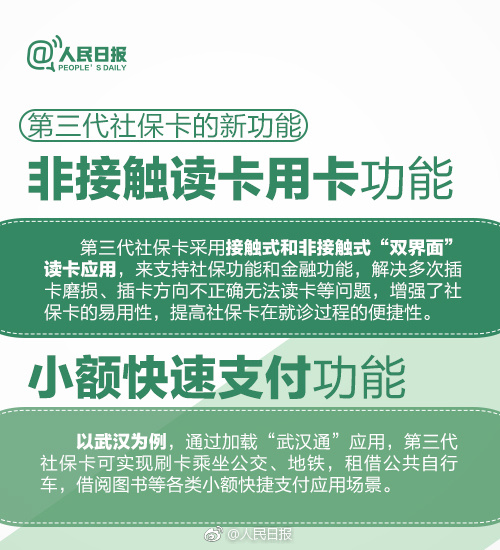 @人民日报
PEOPLE'S DAILY
第三代社保卡的新功能
非接触读卡用卡功能
第三代社保卡采用接触式和非接触式“双界面”
读卡应用，来支持社保功能和金融功能，解决多次插
卡磨损、插卡方向不正确无法读卡等问题，增强了社
保卡的易用性，提高社保卡在就诊过程的便捷性。
小额快速支付功能
以武汉为例，通过加载“武汉通”应用，第三代
社保卡可实现刷卡乘坐公交、地铁，租借公共自行
车，借阅图书等各类小额快捷支付应用场景。
@人民日报